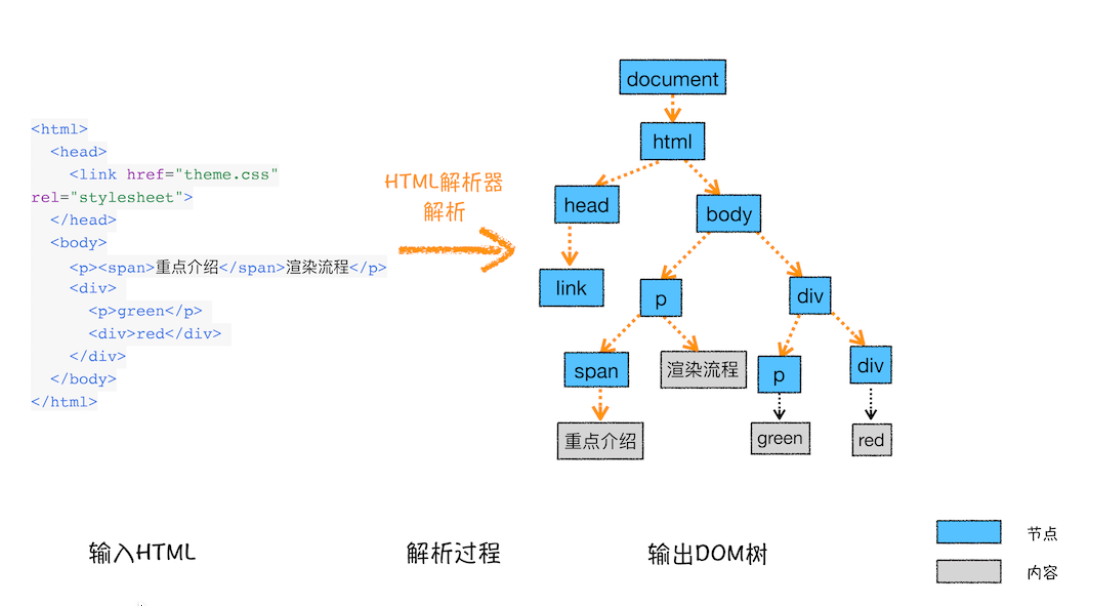 <html>
<head>
<link href="theme.css"
rel="stylesheet">
</head>
<body>
<p><span>重点介绍</span>渲染流程</p>
<div>
<p>green</p>
<div>red</div>
</div>
</body>
</html>
HTML解析器
解析
document
html
head
body
link
p
div
span
渲染流程
p
div
重点介绍
green
red
输入HTML
解析过程
输出DOM树
节点
内容